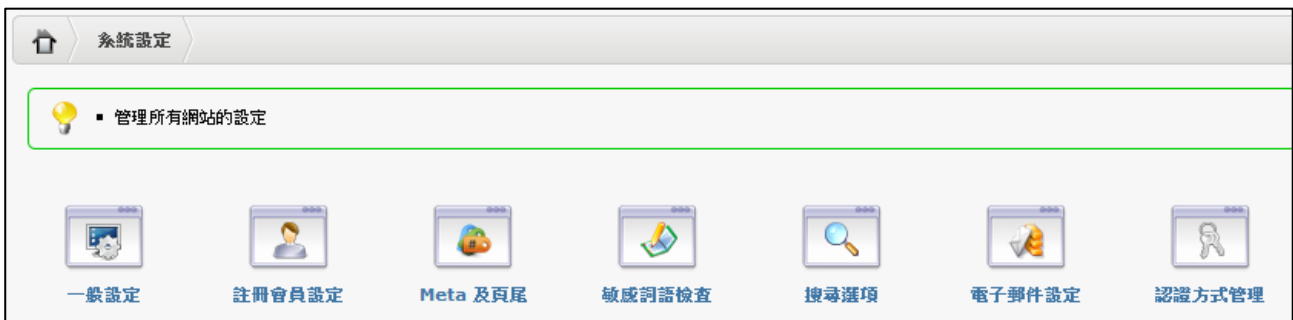 系統設定
▪ 管理所有網站的設定
一般設定 註冊會員設定 Meta 及頁尾 敏感詞語檢查 搜尋選項 電子郵件設定 認證方式管理